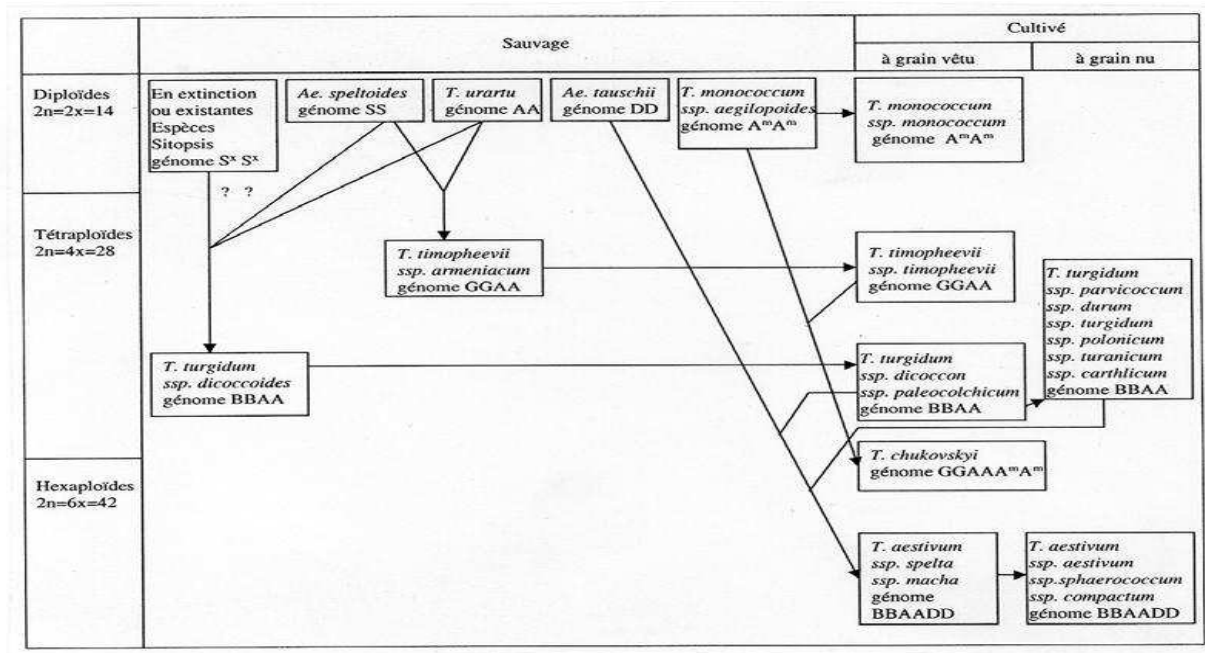 Sauvage
Cultivé
à grain vêtu
à grain nu
Diploïdes
2n=2x=14
En extinction
ou existantes
Espèces
Sitopsis
génome SˣSˣ
Ae. speltoides
génome SS
T. urartu
génome AA
Ae. tauschii
génome DD
T. monococcum
ssp. aegilopoides
génome AᵐAᵐ
T. monococcum
ssp. monococcum
génome AᵐAᵐ
? ?
Tétraploïdes
2n=4x=28
T. timopheevii
ssp. armeniacum
génome GGAA
T. timopheevii
ssp. timopheevii
génome GGAA
T. turgidum
ssp. parvicoccum
ssp. durum
ssp. turgidum
ssp. polonicum
ssp. turanicum
ssp. carthlicum
génome BBAA
T. turgidum
ssp. dicoccoides
génome BBAA
T. turgidum
ssp. dicoccon
ssp. paleocolchicum
génome BBAA
T. chukovskyi
génome GGAAAᵐAᵐ
Hexaploïdes
2n=6x=42
T. aestivum
ssp. spelta
ssp. macha
génome
BBAADD
T. aestivum
ssp. aestivum
ssp.sphaerococcum
ssp. compactum
génome BBAADD